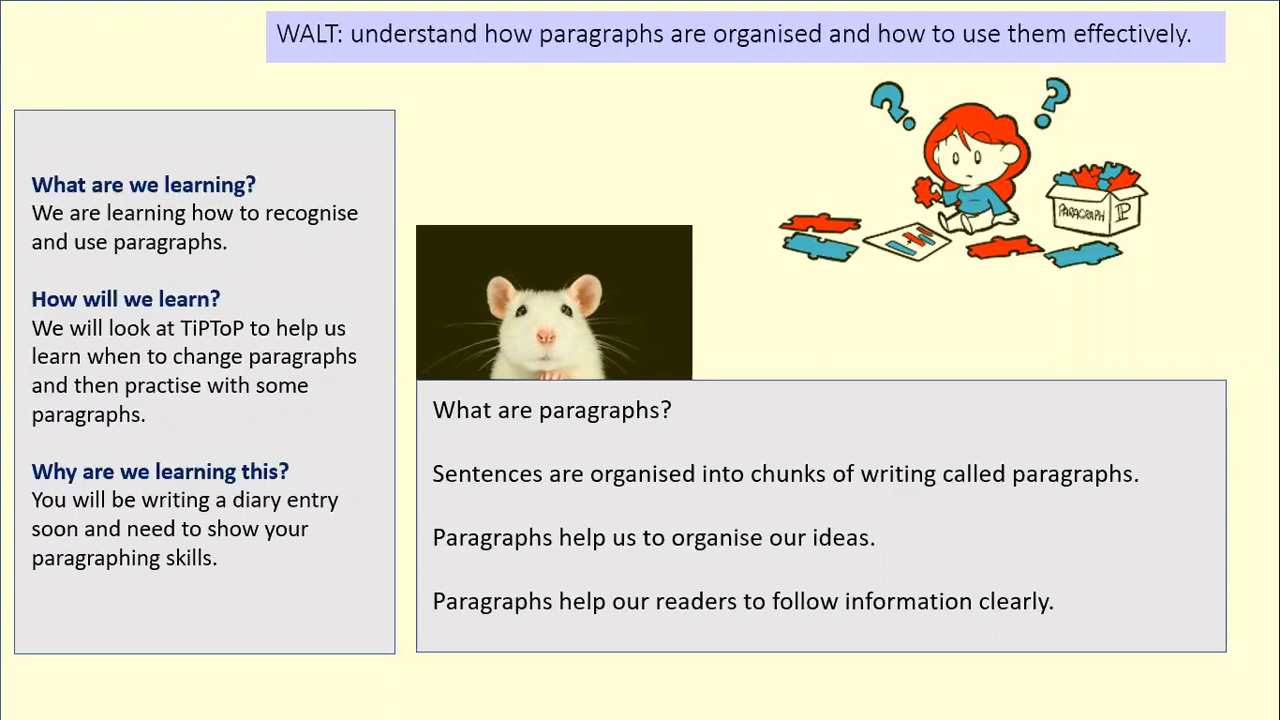 WALT: understand how paragraphs are organised and how to use them effectively.
What are we learning?
We are learning how to recognise
and use paragraphs.
How will we learn?
We will look at TiPToP to help us
learn when to change paragraphs
and then practise with some
paragraphs.
Why are we learning this?
You will be writing a diary entry
soon and need to show your
paragraphing skills.
PARAGRAPH P
What are paragraphs?
Sentences are organised into chunks of writing called paragraphs.
Paragraphs help us to organise our ideas.
Paragraphs help our readers to follow information clearly.